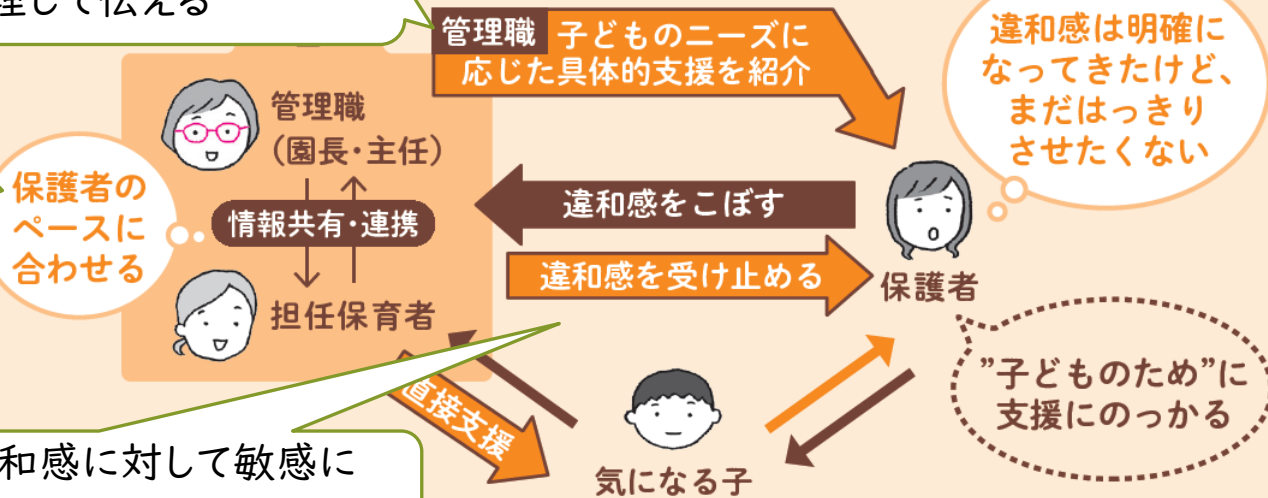 理して伝える
管理職 子どものニーズに
応じた具体的支援を紹介
違和感は明確に
なってきたけど、
まだはっきり
させたくない
管理職
（園長・主任）
保護者の
ペースに
合わせる
情報共有・連携
違和感をこぼす
違和感を受け止める
保護者
担任保育者
直接支援
”子どものため”に
支援にのっかる
和感に対して敏感に
気になる子